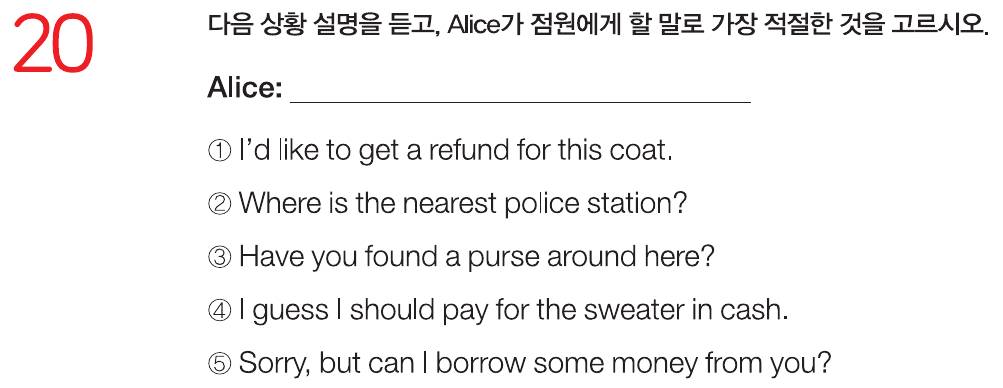 20
다음 상황 설명을 듣고, Alice가 점원에게 할 말로 가장 적절한 것을 고르시오.
Alice:
① I'd like to get a refund for this coat.
② Where is the nearest police station?
③ Have you found a purse around here?
④ I guess I should pay for the sweater in cash.
⑤ Sorry, but can I borrow some money from you?